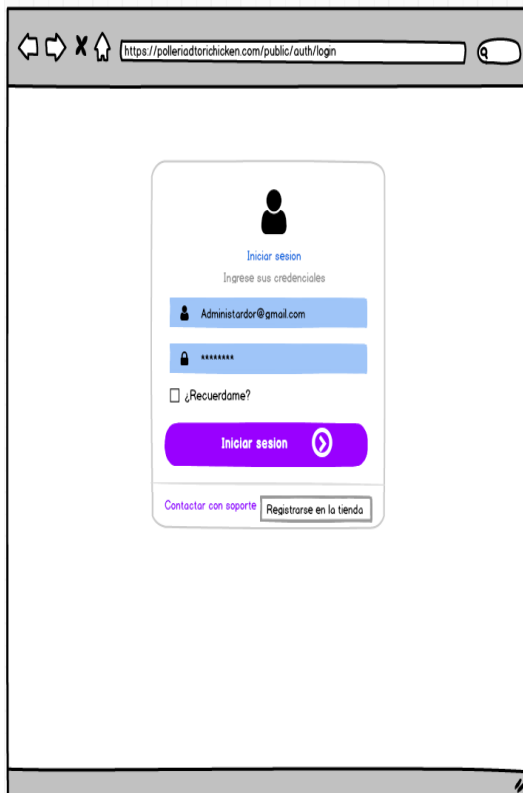 https://polleriadtorichicken.com/public/auth/login
Iniciar sesion
Ingrese sus credenciales
Administardor@gmail.com
********
¿Recuerdame?
Iniciar sesion
Contactar con soporte Registrarse en la tienda